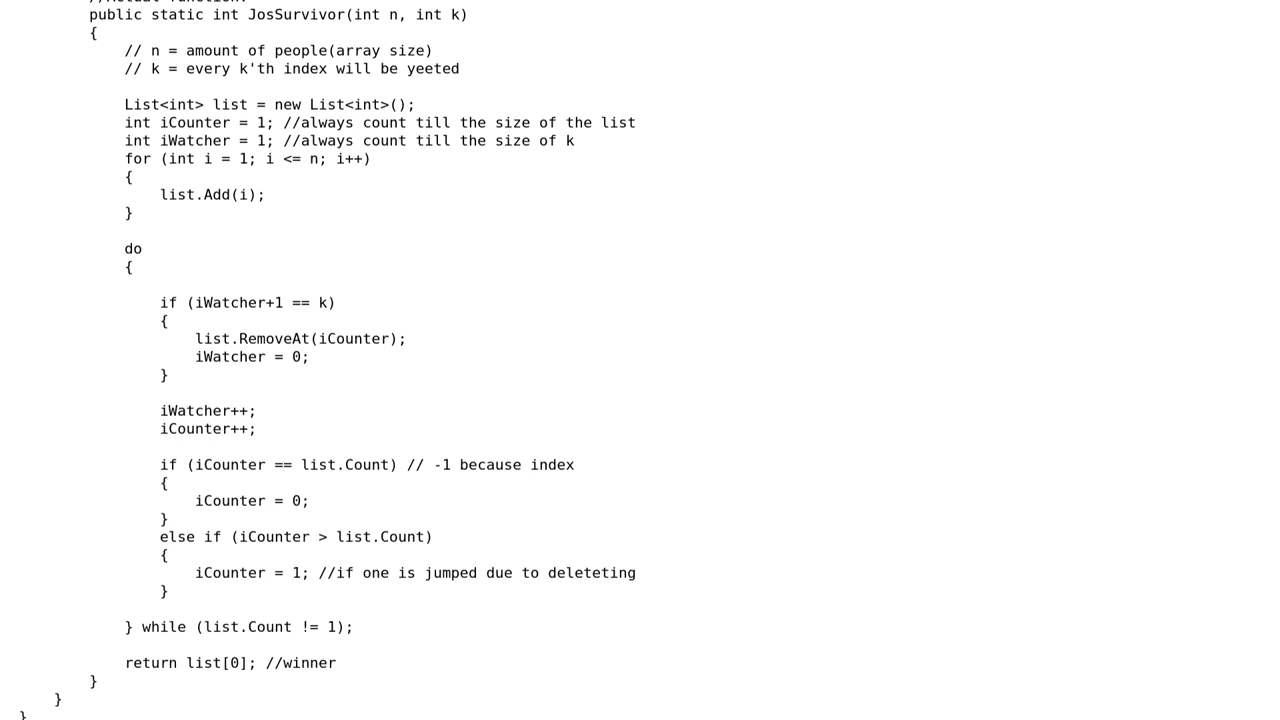 public static int JosSurvivor(int n, int k)
{
// n = amount of people(array size)
// k = every k'th index will be yeeted
List<int> list = new List<int>();
int iCounter = 1; //always count till the size of the list
int iWatcher = 1; //always count till the size of k
for (int i = 1; i <= n; i++)
{
list.Add(i);
}
do
{
if (iWatcher+1 == k)
{
list.RemoveAt(iCounter);
iWatcher = 0;
}
iWatcher++;
iCounter++;
if (iCounter == list.Count) // -1 because index
{
iCounter = 0;
}
else if (iCounter > list.Count)
{
iCounter = 1; //if one is jumped due to deleteting
}
} while (list.Count != 1);
return list[0]; //winner
}
}
}